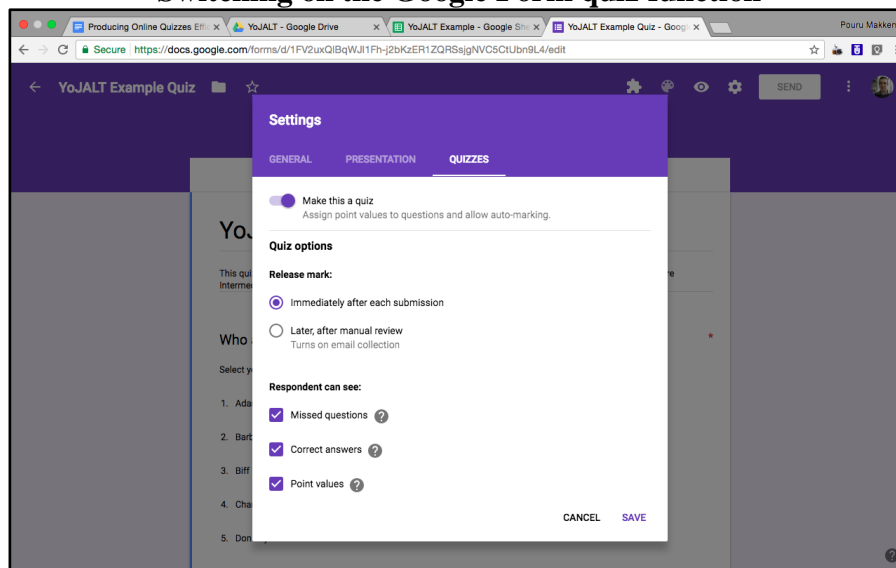 Switching on the Google Form quiz function
Producing Online Quizzes Effic
YoJALT - Google Drive
YoJALT Example - Google She
YoJALT Example Quiz - Googl
Pouru Makken
Secure https://docs.google.com/forms/d/1FV2uxQlBqWJl1Fh-j2bKzER1ZQRSsjgNVC5CtUbn9L4/edit
YoJALT Example Quiz
SEND
Settings
GENERAL PRESENTATION QUIZZES
Make this a quiz
Assign point values to questions and allow auto-marking.
YoJ
Quiz options
This qui
re
Interme
Release mark:
Immediately after each submission
Later, after manual review
Turns on email collection
Who
*
Select y
Respondent can see:
1. Ada
Missed questions
2. Barb
Correct answers
3. Biff
Point values
4. Cha
CANCEL SAVE
5. Don